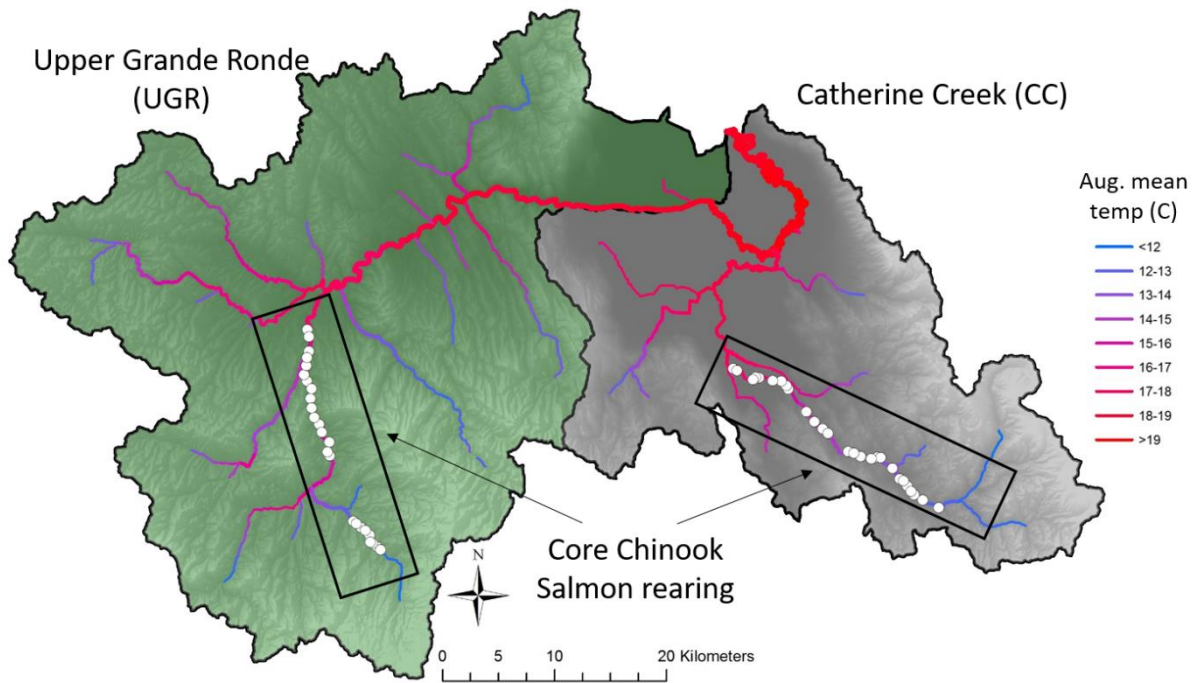 Upper Grande Ronde
(UGR)
Catherine Creek (CC)
Aug. mean
temp (C)
<12
12-13
13-14
14-15
15-16
16-17
17-18
18-19
>19
Core Chinook
Salmon rearing
N
0 5 10 20 Kilometers